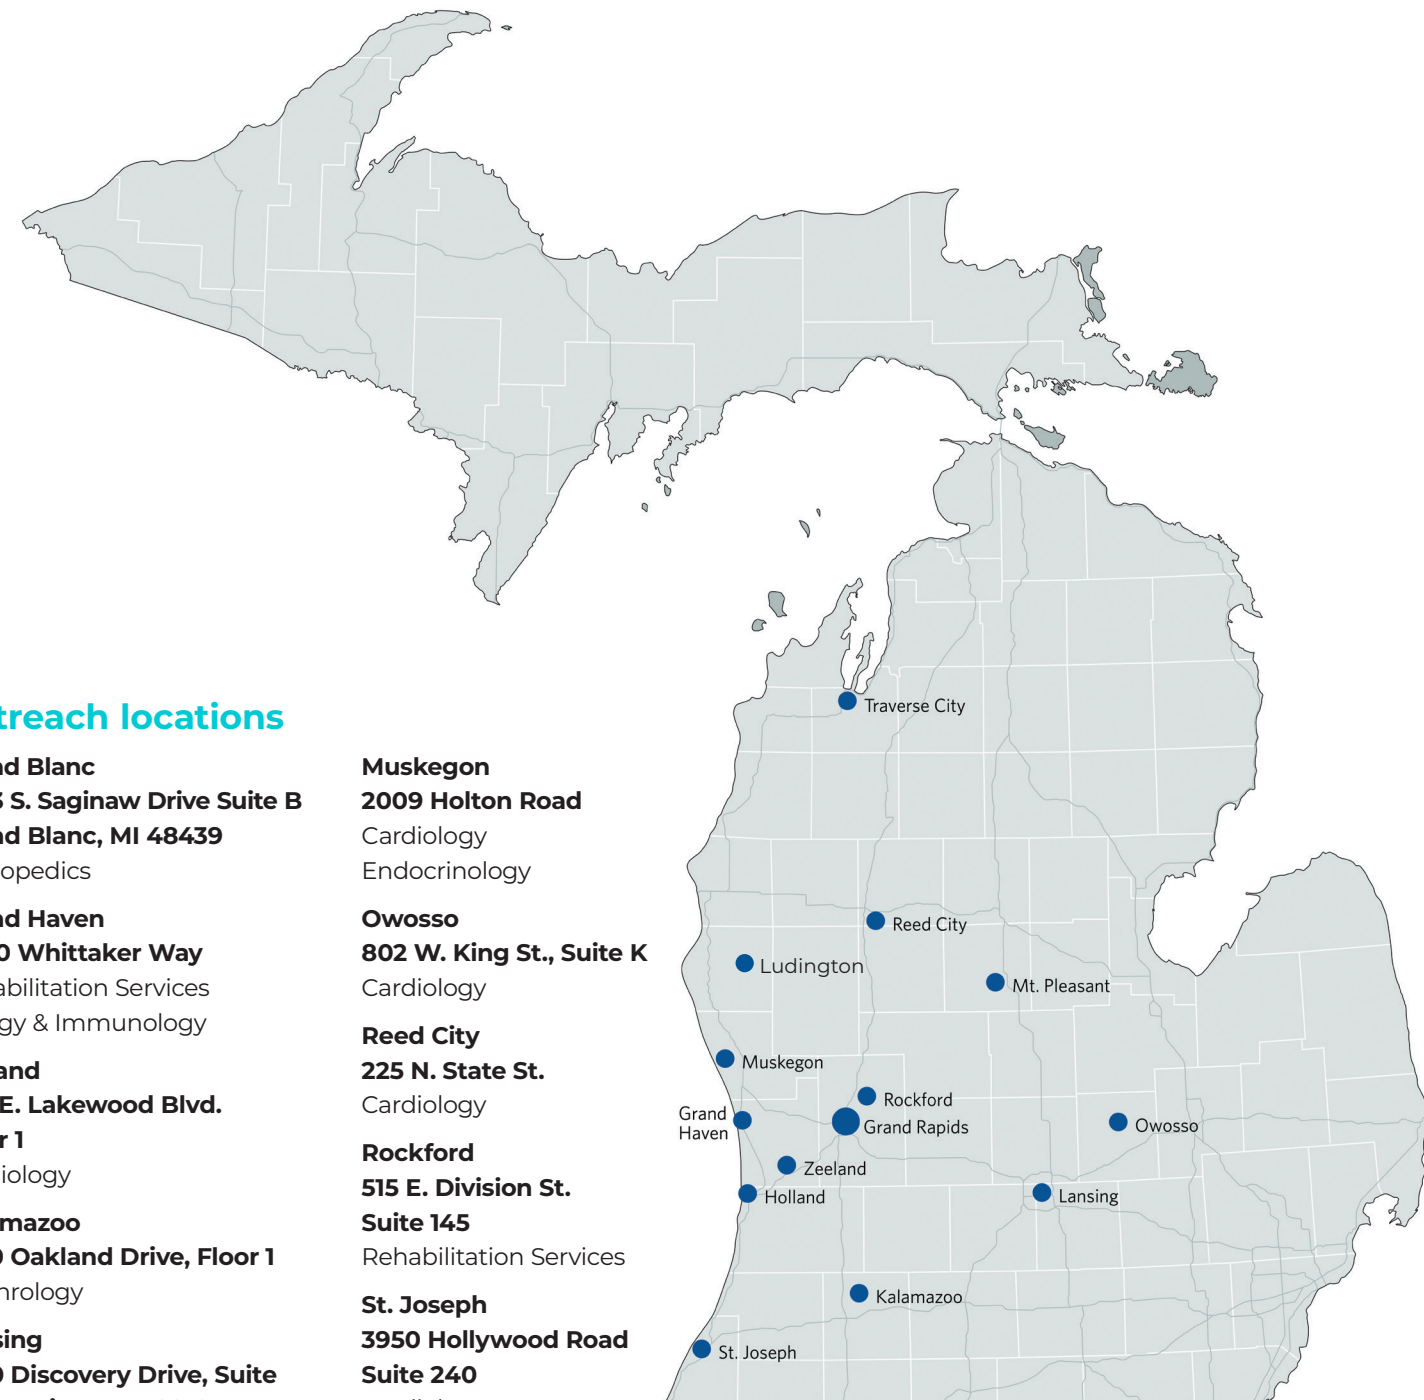 treach locations
nd Blanc
S. Saginaw Drive Suite B
nd Blanc, MI 48439
opedics
nd Haven
0 Whittaker Way
abilitation Services
gy & Immunology
and
E. Lakewood Blvd.
r 1
iology
mazoo
0 Oakland Drive, Floor 1
hrology
sing
0 Discovery Drive, Suite
Muskegon
2009 Holton Road
Cardiology
Endocrinology
Owosso
802 W. King St., Suite K
Cardiology
Reed City
225 N. State St.
Cardiology
Rockford
515 E. Division St.
Suite 145
Rehabilitation Services
St. Joseph
3950 Hollywood Road
Suite 240
Traverse City
Reed City
Ludington
Mt. Pleasant
Muskegon
Rockford
Grand
Haven
Grand Rapids
Owosso
Zeeland
Holland
Lansing
Kalamazoo
St. Joseph